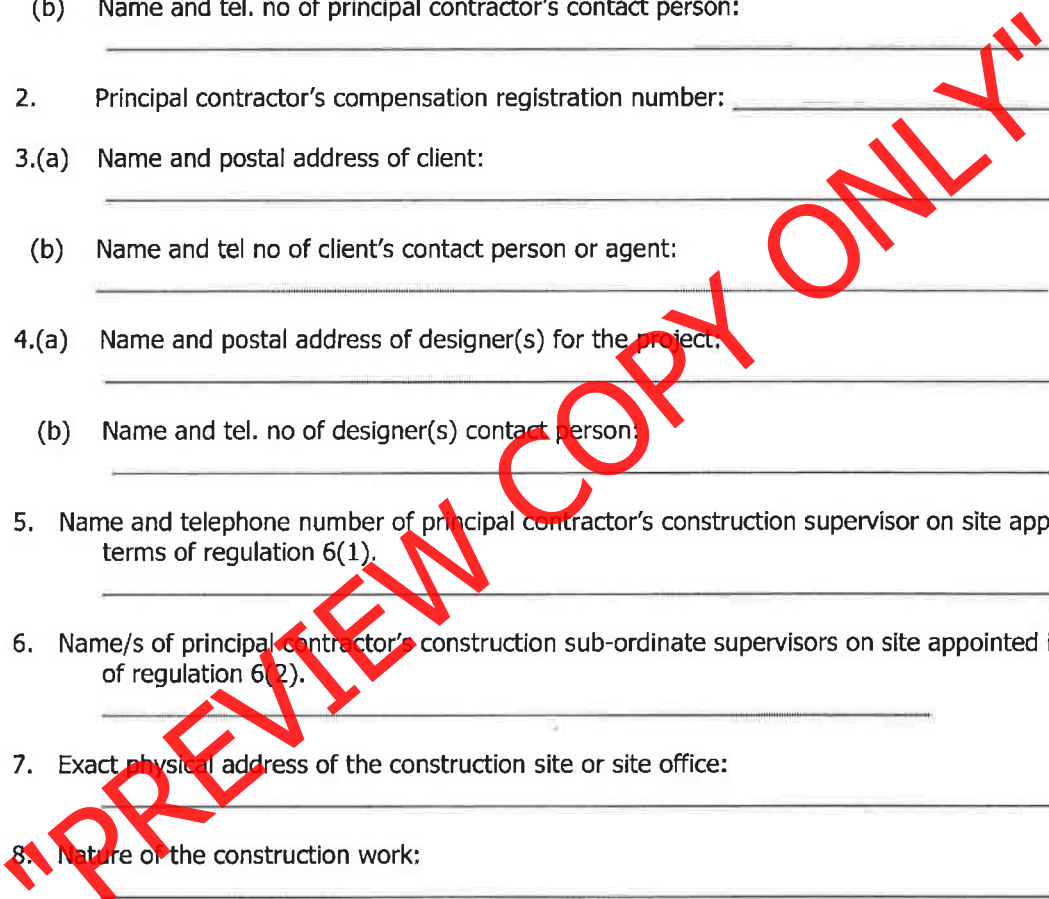 (b) Name and tel. no of principal contractor's contact person:
2. Principal contractor's compensation registration number:
3.(a) Name and postal address of client:
(b) Name and tel no of client's contact person or agent:
4.(a) Name and postal address of designer(s) for the project:
(b) Name and tel. no of designer(s) contact person:
5. Name and telephone number of principal contractor's construction supervisor on site app
terms of regulation 6(1).
6. Name/s of principal contractor's construction sub-ordinate supervisors on site appointed i
of regulation 6(2).
7. Exact physical address of the construction site or site office:
8. Nature of the construction work:
"PREVIEW COPY ONLY"